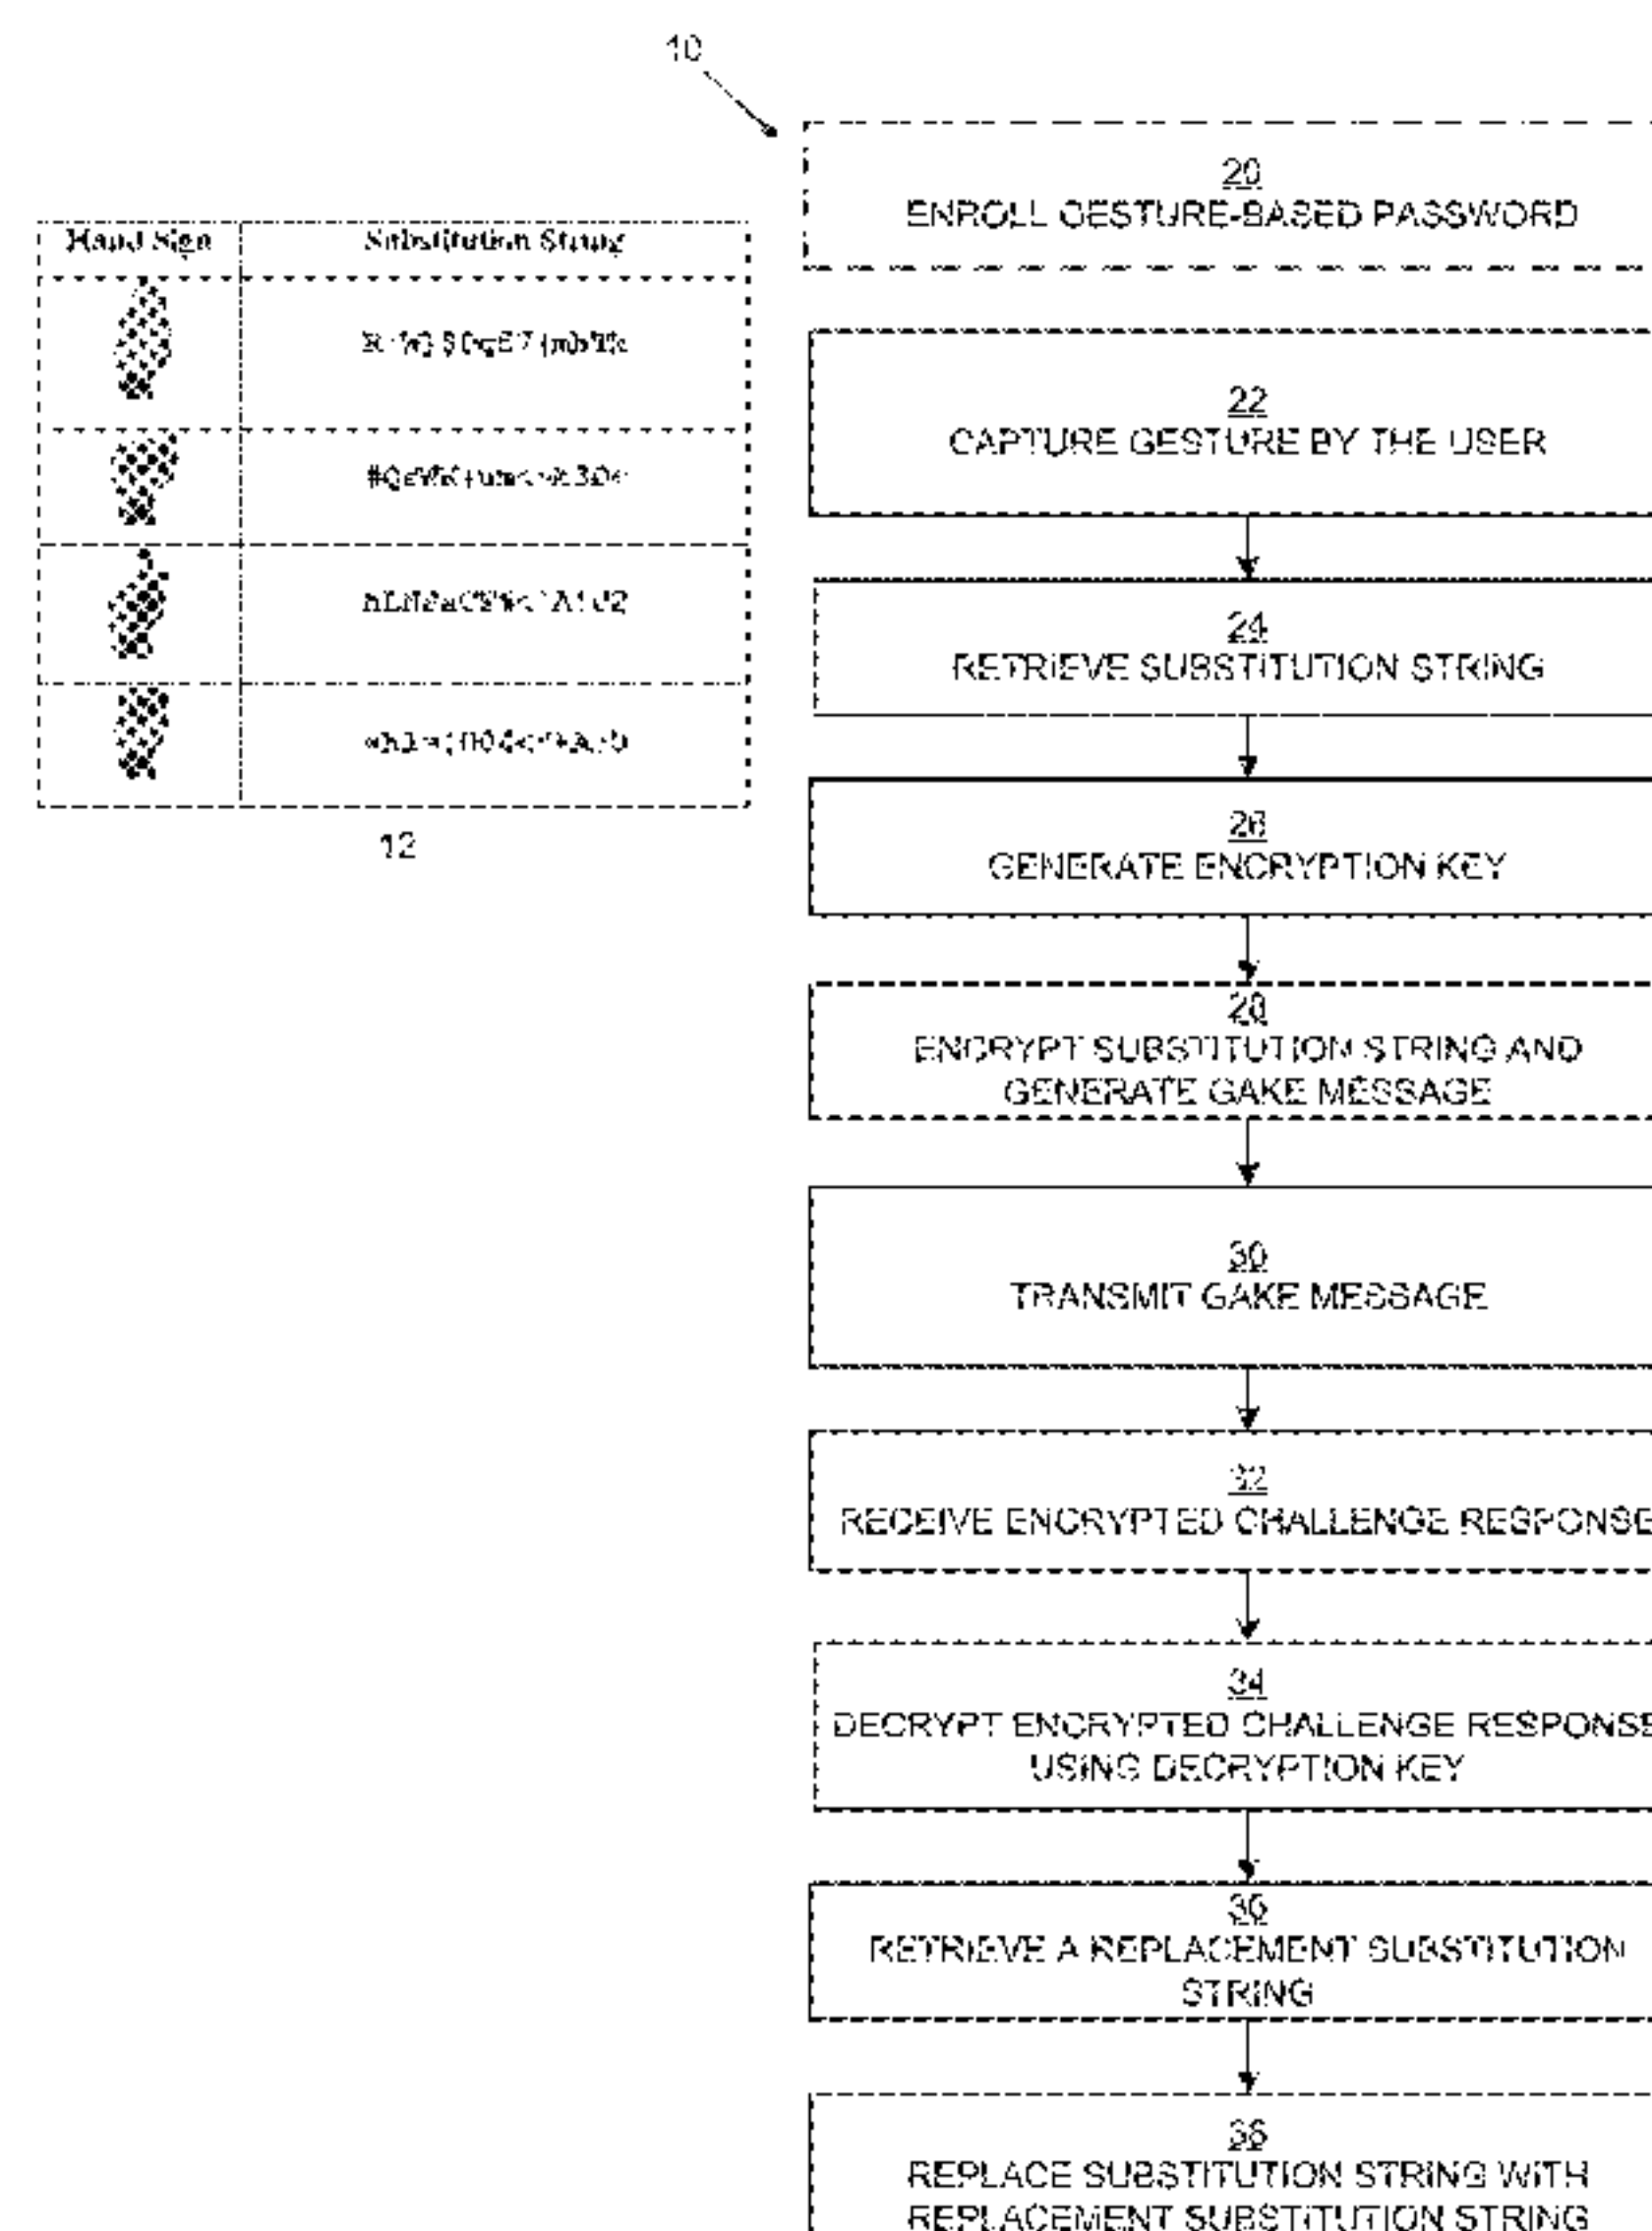 10
20
ENROLL GESTURE-BASED PASSWORD
Hand Sign
Substitution String
12
22
CAPTURE GESTURE BY THE USER
24
RETRIEVE SUBSTITUTION STRING
26
GENERATE ENCRYPTION KEY
28
ENCRYPT SUBSTITUTION STRING AND
GENERATE GAKE MESSAGE
30
TRANSMIT GAKE MESSAGE
32
RECEIVE ENCRYPTED CHALLENGE RESPONSE
34
DECRYPT ENCRYPTED CHALLENGE RESPONSE
USING DECRYPTION KEY
36
RETRIEVE A REPLACEMENT SUBSTITUTION
STRING
REPLACE SUBSTITUTION STRING WITH
REPLACEMENT SUBSTITUTION STRING